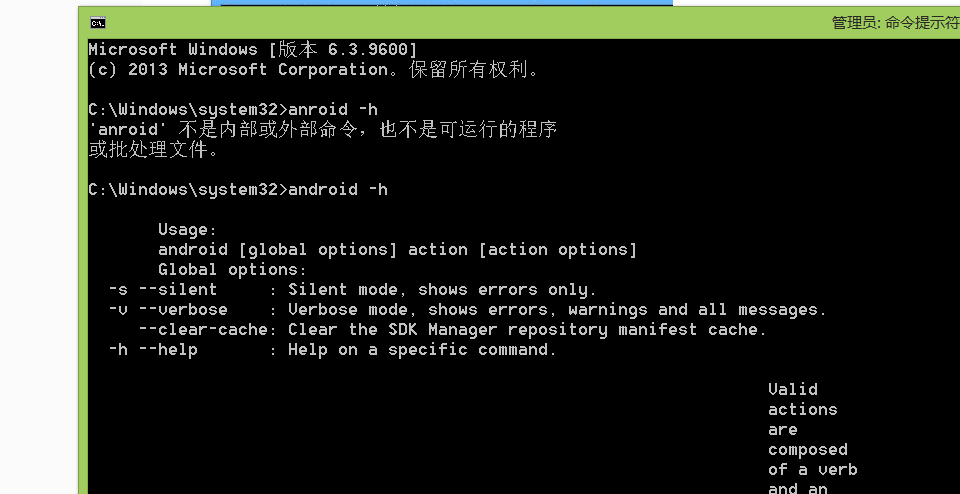 管理员: 命令提示符
Microsoft Windows [版本 6.3.9600]
(c) 2013 Microsoft Corporation。保留所有权利。
C:\Windows\system32>anroid -h
'anroid' 不是内部或外部命令，也不是可运行的程序
或批处理文件。
C:\Windows\system32>android -h
Usage:
android [global options] action [action options]
Global options:
-s --silent : Silent mode, shows errors only.
-v --verbose : Verbose mode, shows errors, warnings and all messages.
--clear-cache: Clear the SDK Manager repository manifest cache.
-h --help : Help on a specific command.
Valid
actions
are
composed
of a verb
and an